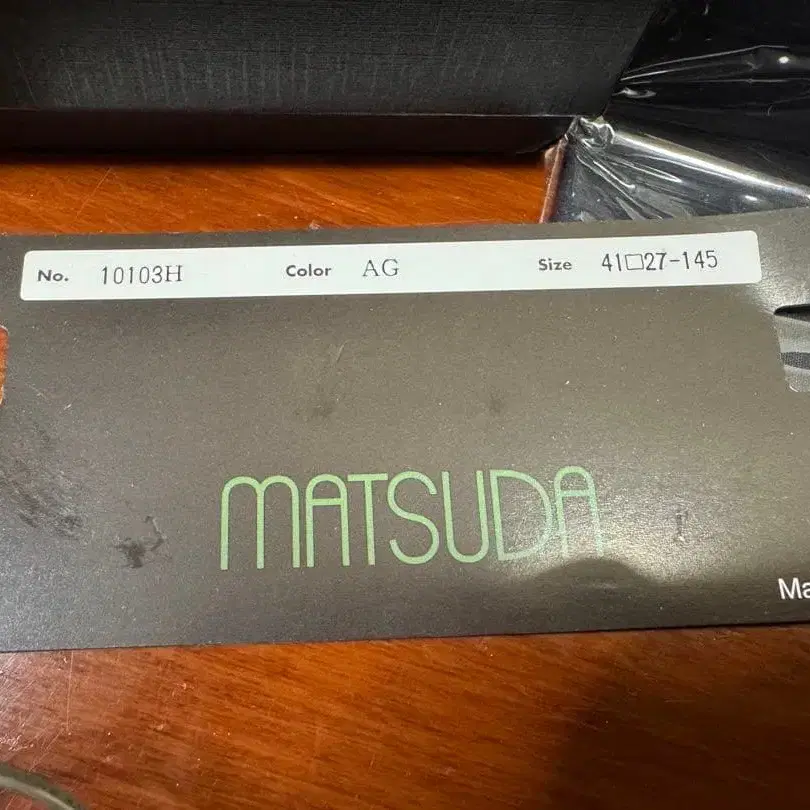 No. 10103H Color AG Size 41□27-145
MATSUDA
Ma